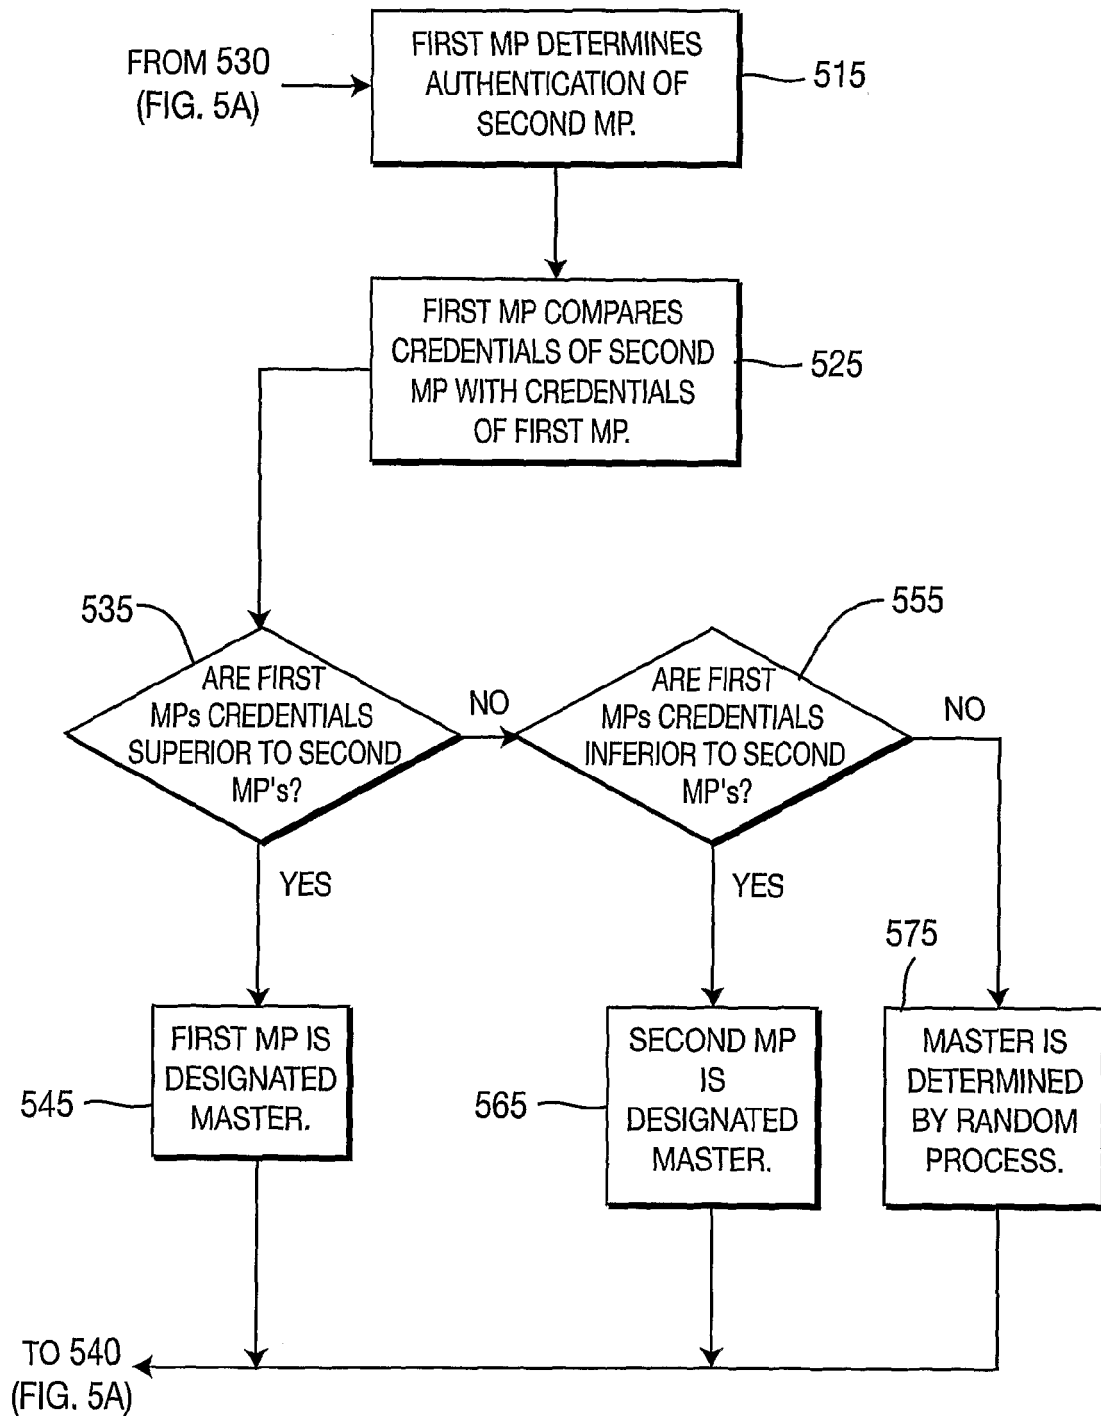 FROM 530
(FIG. 5A)
FIRST MP DETERMINES
AUTHENTICATION OF
SECOND MP.
515
FIRST MP COMPARES
CREDENTIALS OF SECOND
MP WITH CREDENTIALS
OF FIRST MP.
525
535
ARE FIRST
MPs CREDENTIALS
SUPERIOR TO SECOND
MP's?
NO
555
ARE FIRST
MPs CREDENTIALS
INFERIOR TO SECOND
MP's?
NO
YES
YES
545
FIRST MP IS
DESIGNATED
MASTER.
565
SECOND MP
IS
DESIGNATED
MASTER.
575
MASTER IS
DETERMINED
BY RANDOM
PROCESS.
TO 540
(FIG. 5A)